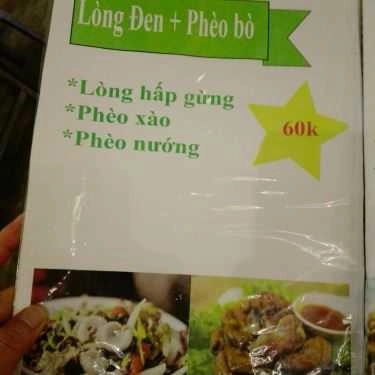 Lòng Đen + Phèo bò
*Lòng hấp gừng
*Phèo xào
*Phèo nướng
60k